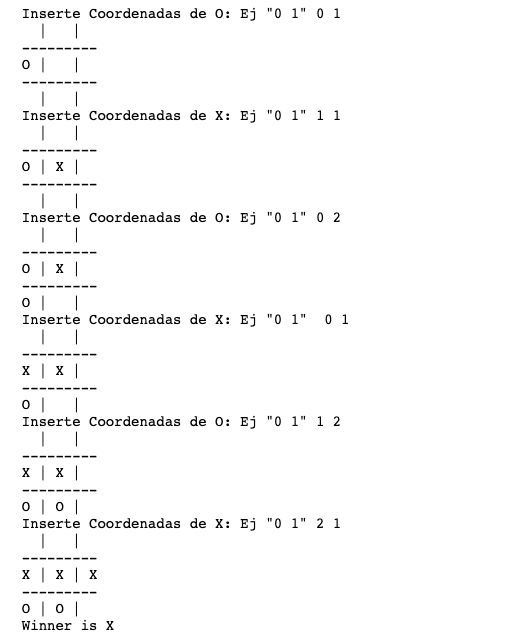 Inserte Coordenadas de O: Ej "0 1" 0 1
  |   |
---------
O |   |
---------
  |   |
Inserte Coordenadas de X: Ej "0 1" 1 1
  |   |
---------
O | X |
---------
  |   |
Inserte Coordenadas de O: Ej "0 1" 0 2
  |   |
---------
O | X |
---------
O |   |
Inserte Coordenadas de X: Ej "0 1"  0 1
  |   |
---------
X | X |
---------
O |   |
Inserte Coordenadas de O: Ej "0 1" 1 2
  |   |
---------
X | X |
---------
O | O |
Inserte Coordenadas de X: Ej "0 1" 2 1
  |   |
---------
X | X | X
---------
O | O |
Winner is X